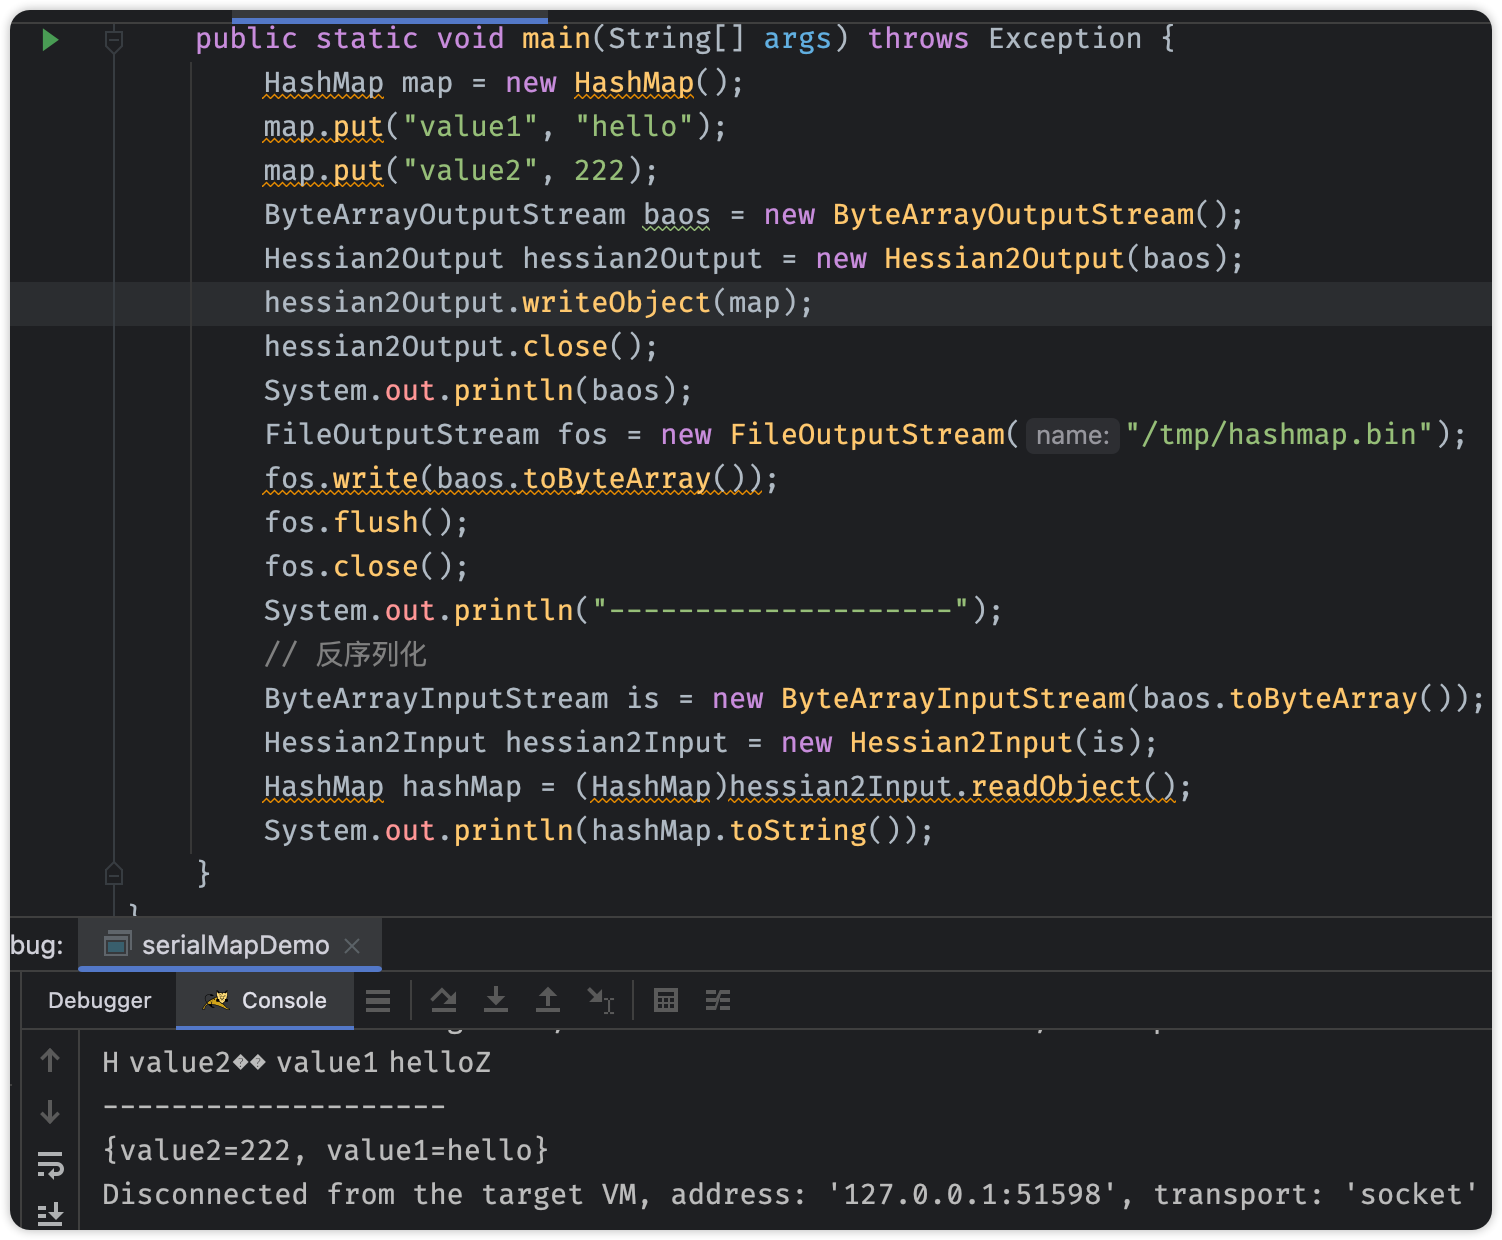 public static void main(String[] args) throws Exception {
HashMap map = new HashMap();
map.put("value1", "hello");
map.put("value2", 222);
ByteArrayOutputStream baos = new ByteArrayOutputStream();
Hessian2Output hessian2Output = new Hessian2Output(baos);
hessian2Output.writeObject(map);
hessian2Output.close();
System.out.println(baos);
FileOutputStream fos = new FileOutputStream( name: "/tmp/hashmap.bin");
fos.write(baos.toByteArray());
fos.flush();
fos.close();
System.out.println("--------------------");
// 反序列化
ByteArrayInputStream is = new ByteArrayInputStream(baos.toByteArray());
Hessian2Input hessian2Input = new Hessian2Input(is);
HashMap hashMap = (HashMap)hessian2Input.readObject();
System.out.println(hashMap.toString());
}
}
bug: serialMapDemo
Debugger Console
H value2�� value1 helloZ
--------------------
{value2=222, value1=hello}
Disconnected from the target VM, address: '127.0.0.1:51598', transport: 'socket'